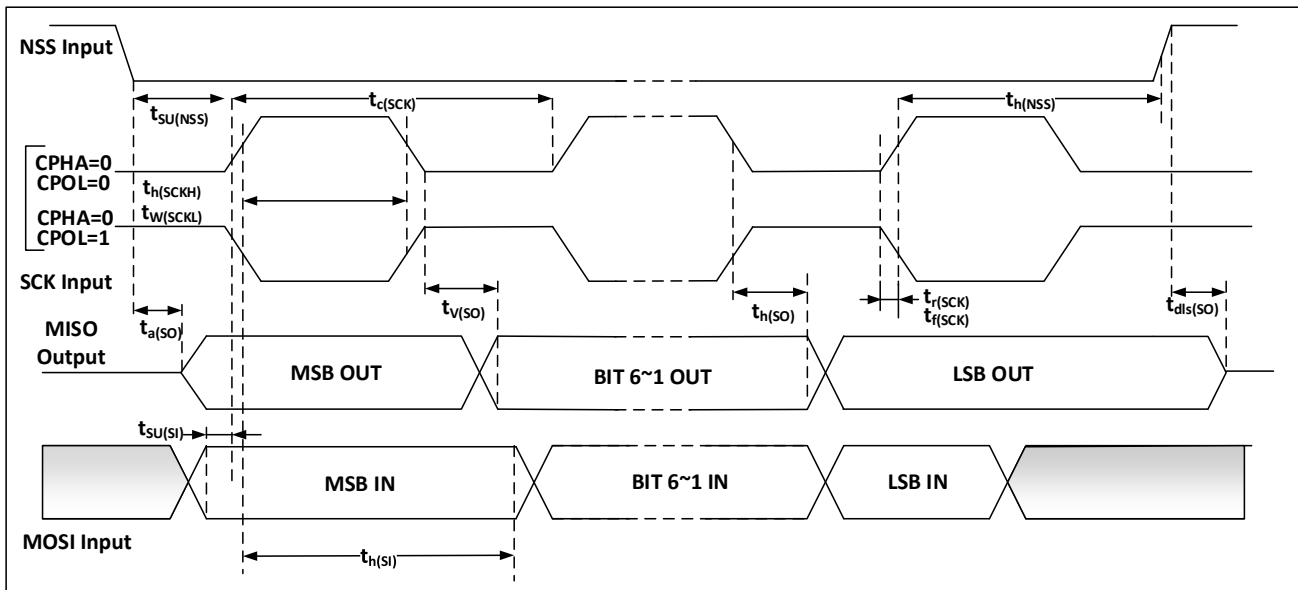 NSS Input
tSU(NSS)
tc(SCK)
th(NSS)
CPHA=0
CPOL=0
th(SCKH)
CPHA=0
tW(SCKL)
CPOL=1
SCK Input
tV(SO)
th(SO)
tr(SCK)
tf(SCK)
tdIs(SO)
ta(SO)
MISO
Output
MSB OUT
BIT 6~1 OUT
LSB OUT
tSU(SI)
MSB IN
BIT 6~1 IN
LSB IN
MOSI Input
th(SI)